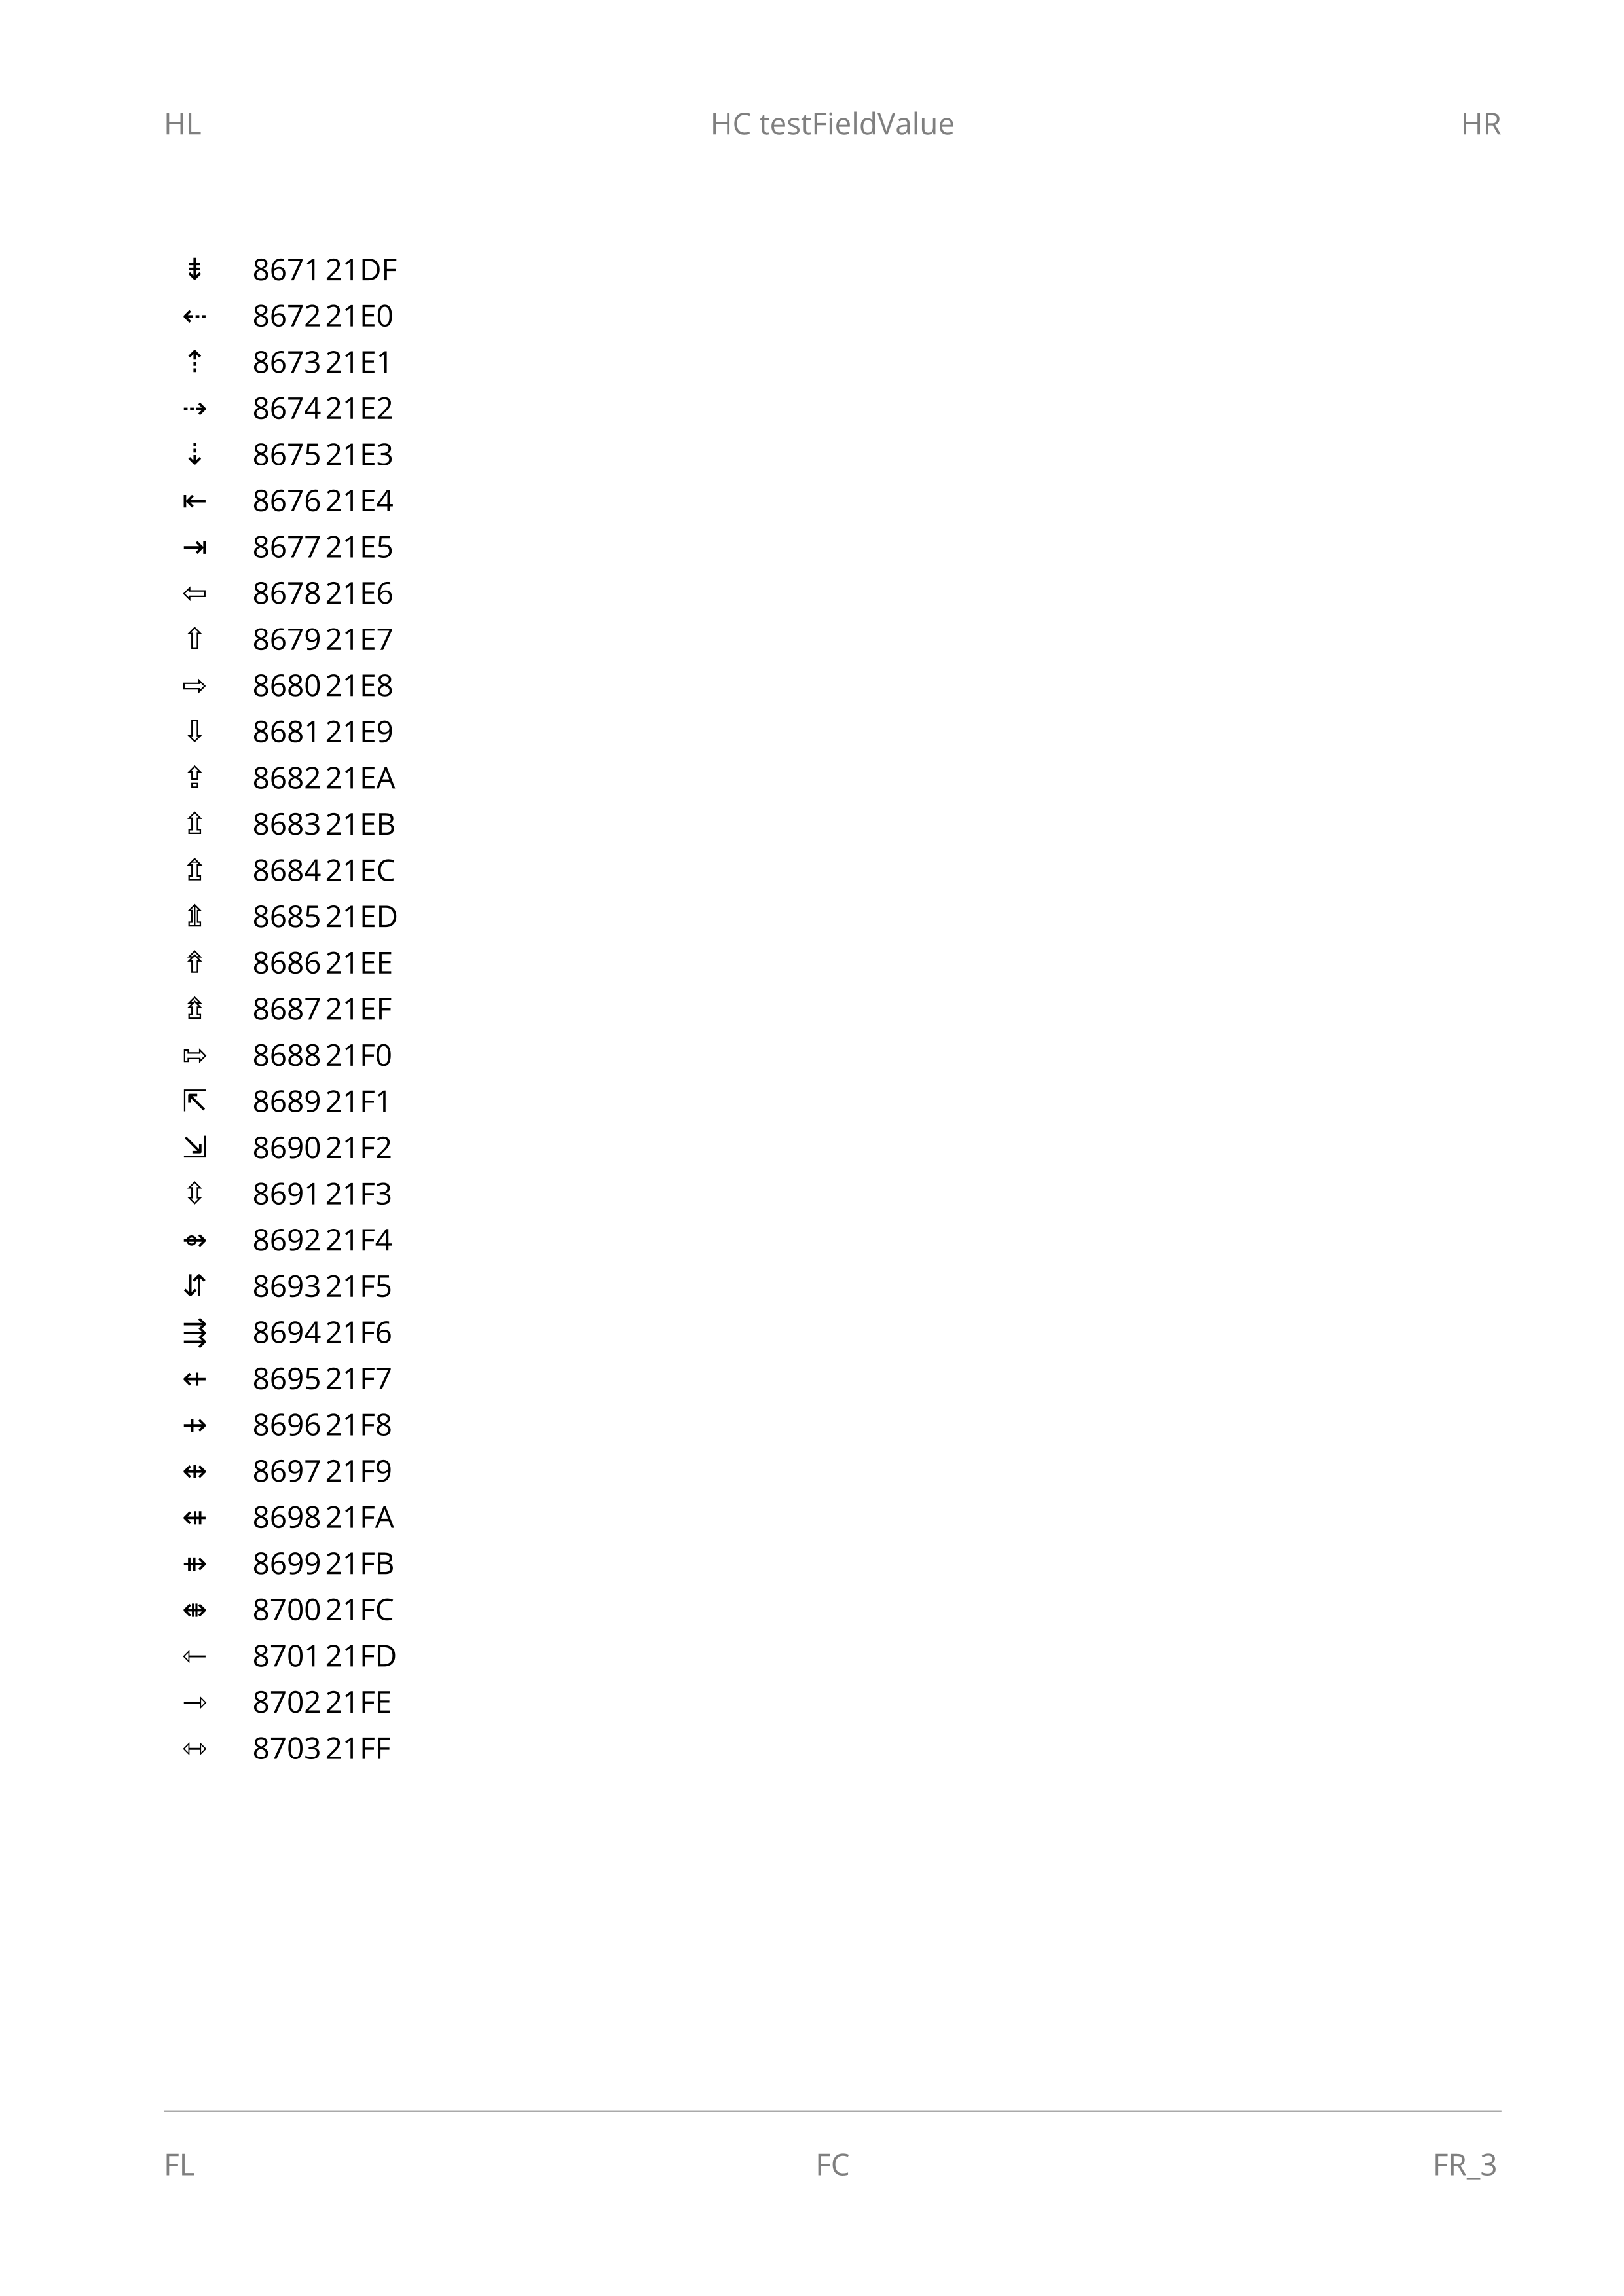 HL HC testFieldValue HR
⇟ 8671 21DF
⇠ 8672 21E0
⇡ 8673 21E1
⇢ 8674 21E2
⇣ 8675 21E3
⇤ 8676 21E4
⇥ 8677 21E5
⇦ 8678 21E6
⇧ 8679 21E7
⇨ 8680 21E8
⇩ 8681 21E9
⇪ 8682 21EA
⇫ 8683 21EB
⇬ 8684 21EC
⇭ 8685 21ED
⇮ 8686 21EE
⇯ 8687 21EF
⇰ 8688 21F0
⇱ 8689 21F1
⇲ 8690 21F2
⇳ 8691 21F3
⇴ 8692 21F4
⇵ 8693 21F5
⇶ 8694 21F6
⇷ 8695 21F7
⇸ 8696 21F8
⇹ 8697 21F9
⇺ 8698 21FA
⇻ 8699 21FB
⇼ 8700 21FC
⇽ 8701 21FD
⇾ 8702 21FE
⇿ 8703 21FF
FL FC FR_3